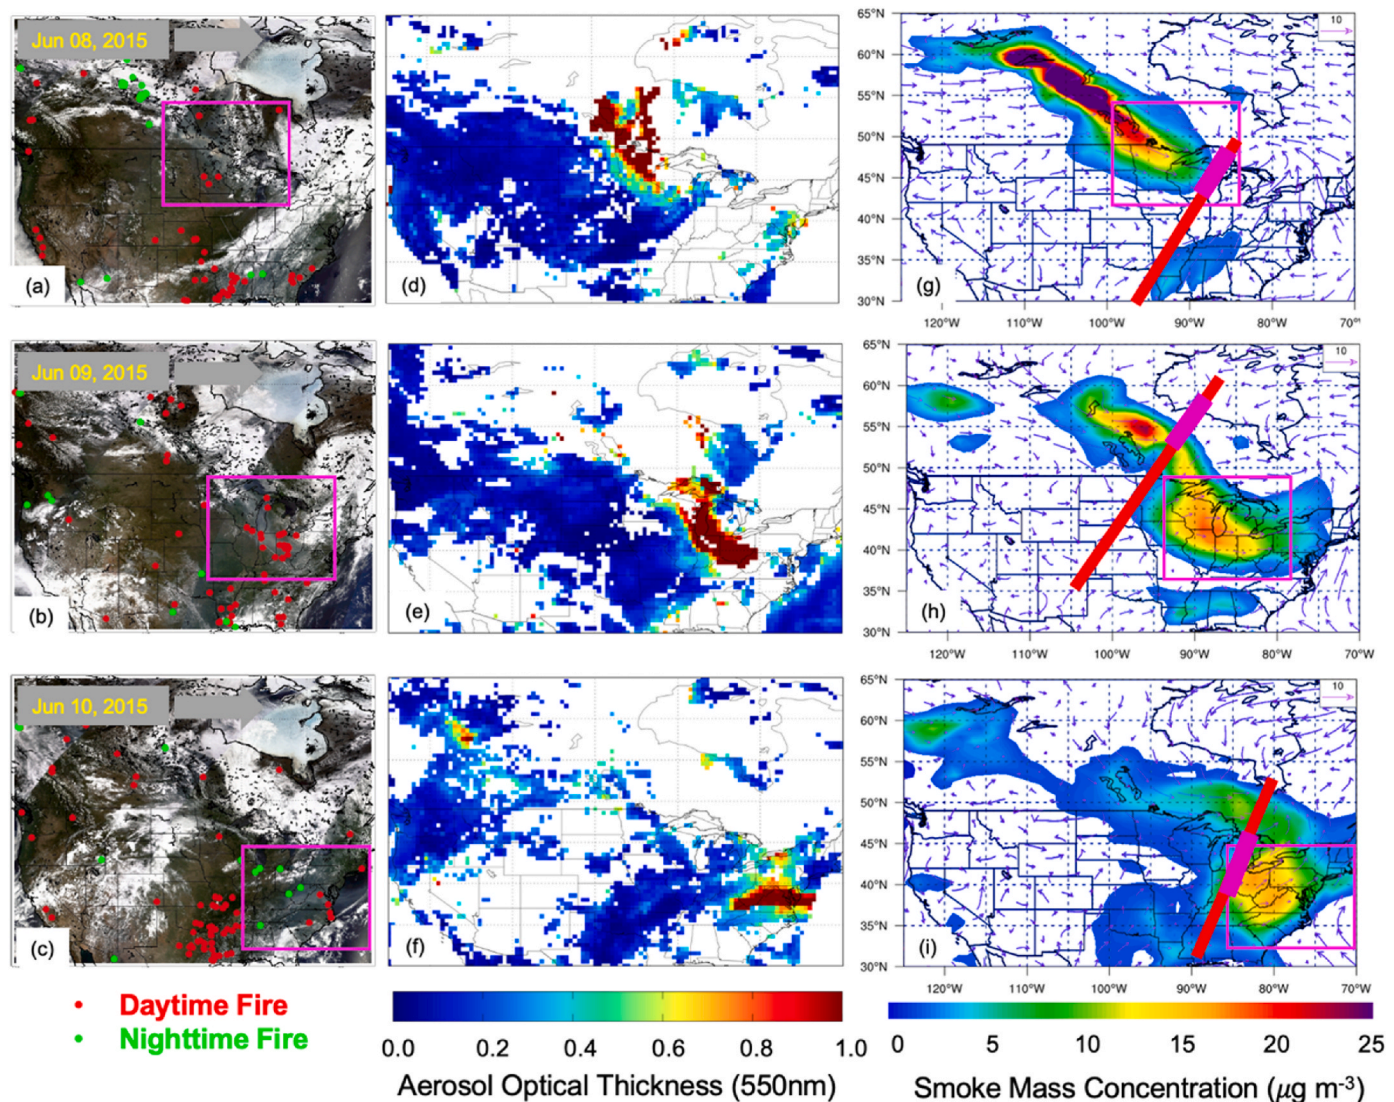 Jun 08, 2015
(a)
(d)
65°N
60°N
55°N
50°N
45°N
40°N
35°N
30°N
10
(g)
120°W 110°W 100°W 90°W 80°W 70°W
Jun 09, 2015
(b)
(e)
65°N
60°N
55°N
50°N
45°N
40°N
35°N
30°N
10
(h)
120°W 110°W 100°W 90°W 80°W 70°W
Jun 10, 2015
(c)
(f)
65°N
60°N
55°N
50°N
45°N
40°N
35°N
30°N
10
(i)
120°W 110°W 100°W 90°W 80°W 70°W
Daytime Fire
Nighttime Fire
0.0 0.2 0.4 0.6 0.8 1.0
Aerosol Optical Thickness (550nm)
0 5 10 15 20 25
Smoke Mass Concentration (µg m⁻³)